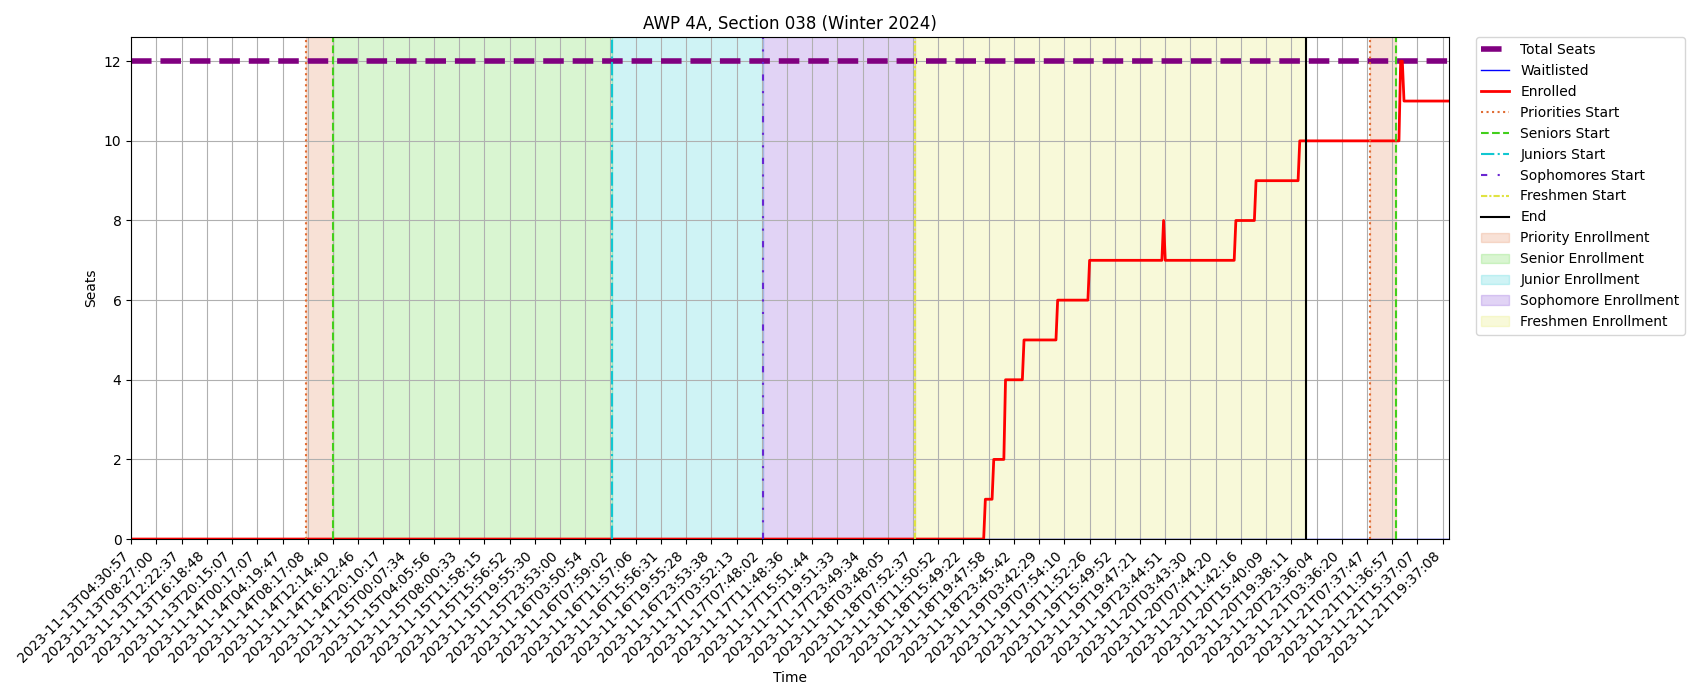 AWP 4A, Section 038 (Winter 2024)
Seats
12
10
8
6
4
2
0
2023-11-13T04:30:57
2023-11-13T08:27:00
2023-11-13T12:22:37
2023-11-13T16:18:48
2023-11-13T20:15:07
2023-11-14T00:17:07
2023-11-14T04:19:47
2023-11-14T08:17:08
2023-11-14T12:14:40
2023-11-14T16:12:46
2023-11-14T20:10:17
2023-11-15T00:07:34
2023-11-15T04:05:56
2023-11-15T08:00:33
2023-11-15T11:58:15
2023-11-15T15:56:52
2023-11-15T19:55:30
2023-11-15T23:53:00
2023-11-16T03:50:54
2023-11-16T07:59:02
2023-11-16T11:57:06
2023-11-16T15:56:31
2023-11-16T19:55:28
2023-11-16T23:53:38
2023-11-17T03:52:13
2023-11-17T07:48:02
2023-11-17T11:48:36
2023-11-17T15:51:44
2023-11-17T19:51:33
2023-11-17T23:49:34
2023-11-18T03:48:05
2023-11-18T07:52:37
2023-11-18T11:50:52
2023-11-18T15:49:22
2023-11-18T19:47:58
2023-11-18T23:45:42
2023-11-19T03:42:29
2023-11-19T07:54:10
2023-11-19T11:52:26
2023-11-19T15:49:52
2023-11-19T19:47:21
2023-11-19T23:44:51
2023-11-20T03:43:30
2023-11-20T07:44:20
2023-11-20T11:42:16
2023-11-20T15:40:09
2023-11-20T19:38:11
2023-11-20T23:36:04
2023-11-21T03:36:20
2023-11-21T07:37:47
2023-11-21T11:36:57
2023-11-21T15:37:07
2023-11-21T19:37:08
Time
Total Seats
Waitlisted
Enrolled
Priorities Start
Seniors Start
Juniors Start
Sophomores Start
Freshmen Start
End
Priority Enrollment
Senior Enrollment
Junior Enrollment
Sophomore Enrollment
Freshmen Enrollment